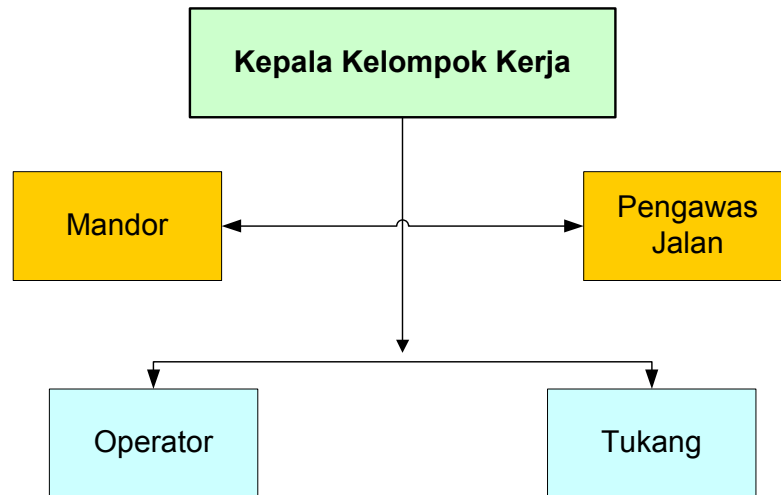 Kepala Kelompok Kerja
Mandor
Pengawas
Jalan
Operator
Tukang